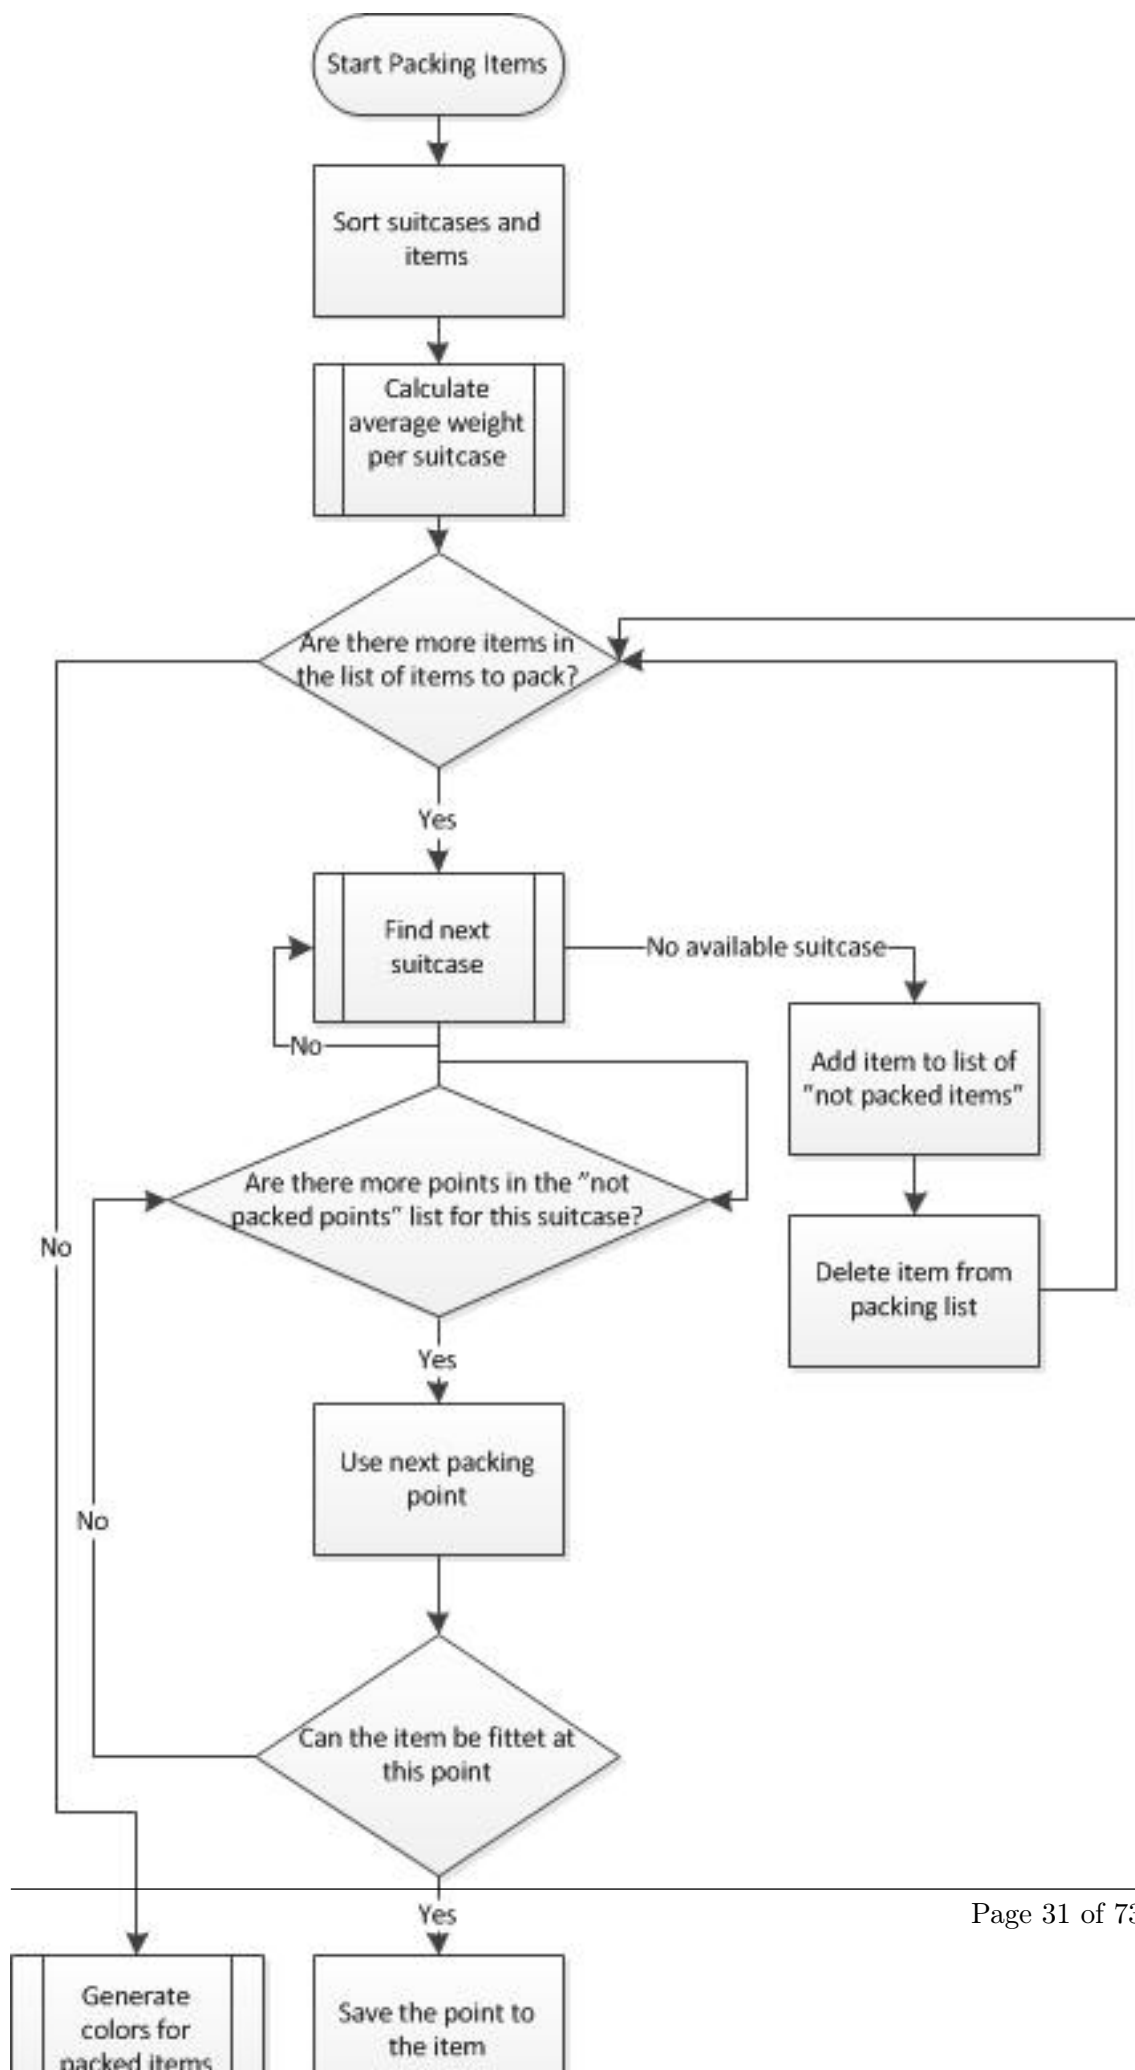 Start Packing Items
Sort suitcases and
items
Calculate
average weight
per suitcase
Are there more items in
the list of items to pack?
Yes
Find next
suitcase
No available suitcase
No
Add item to list of
"not packed items"
Are there more points in the "not
packed points" list for this suitcase?
No
Delete item from
packing list
Yes
Use next packing
point
No
Can the item be fittet at
this point
Yes
Page 31 of 73
Generate
colors for
packed items
Save the point to
the item